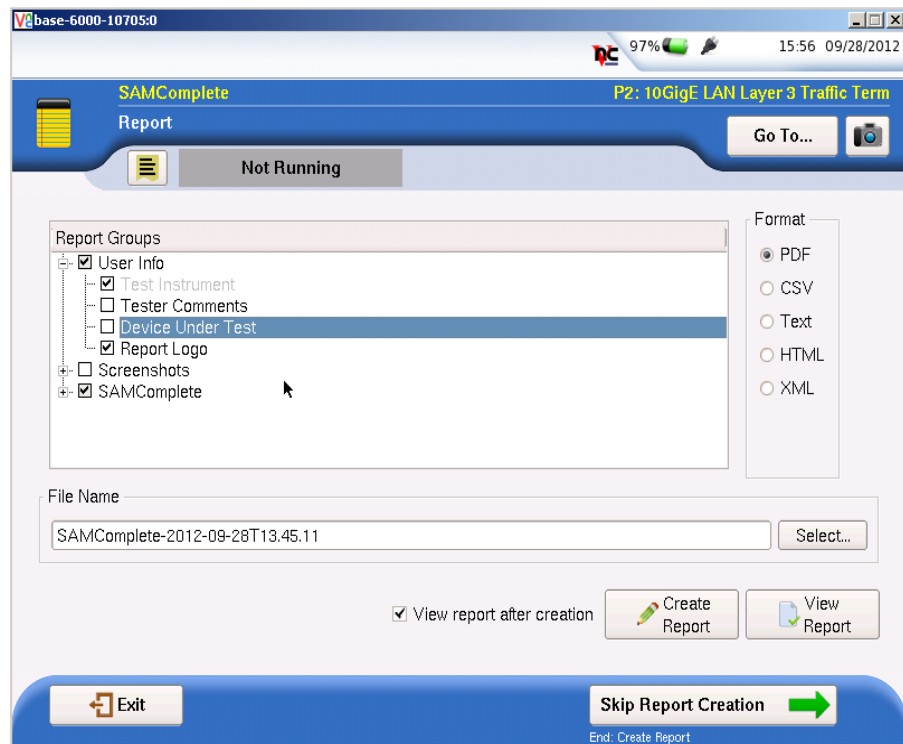 base-6000-10705:0
97%
15:56 09/28/2012
SAMComplete
P2: 10GigE LAN Layer 3 Traffic Term
Report
Go To...
Not Running
Report Groups
User Info
Test Instrument
Tester Comments
Device Under Test
Report Logo
Screenshots
SAMComplete
Format
PDF
CSV
Text
HTML
XML
File Name
SAMComplete-2012-09-28T13.45.11
Select...
View report after creation
Create
Report
View
Report
Exit
Skip Report Creation
End: Create Report